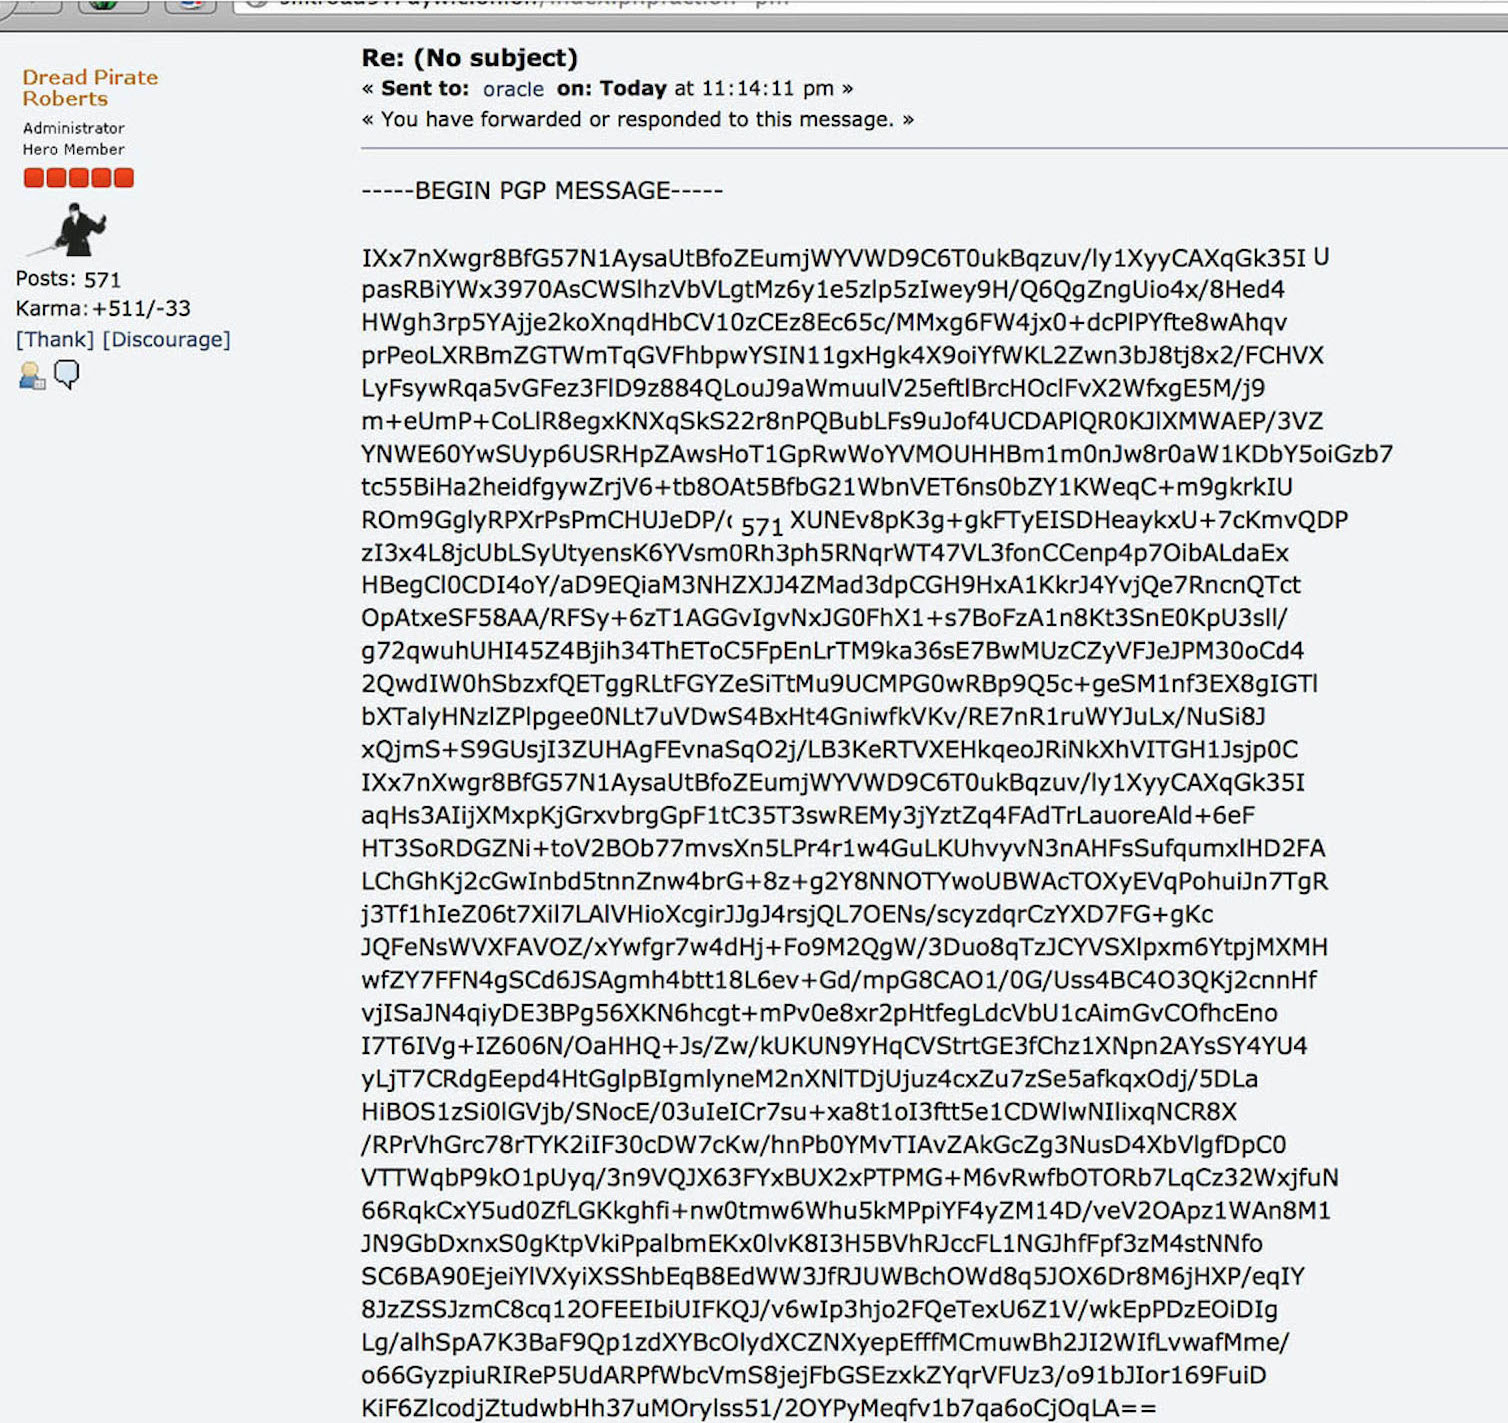 Dread Pirate
Roberts
Administrator
Hero Member
Posts: 571
Karma: +511/-33
[Thank] [Discourage]
Re: (No subject)
« Sent to: oracle on: Today at 11:14:11 pm »
« You have forwarded or responded to this message. »
-----BEGIN PGP MESSAGE-----
IXx7nXwgr8BfG57N1AysaUtBfoZEumjWYVWD9C6T0ukBqzuv/ly1XyyCAXqGk35I U
pasRBiYWx3970AsCWSlhzVbVLgtMz6y1e5zlp5zIwey9H/Q6QgZngUio4x/8Hed4
HWgh3rp5YAjje2koXnqdHbCV10zCEz8Ec65c/MMxg6FW4jx0+dcPlPYfte8wAhqv
prPeoLXRBmZGTWmTqGVFhbpwYSIN11gxHgk4X9oiYfWKL2Zwn3bJ8tj8x2/FCHVX
LyFsywRqa5vGFez3FlD9z884QLouJ9aWmuulV25eftlBrcHOclFvX2WfxgE5M/j9
m+eUmP+CoLlR8egxKNXqSkS22r8nPQBubLFs9uJof4UCDAPlQR0KJlXMWAEP/3VZ
YNWE60YwSUyp6USRHpZAwsHoT1GpRwWoYVMOUHHBm1m0nJw8r0aW1KDbY5oiGzb7
tc55BiHa2heidfgywZrjV6+tb8OAt5BfbG21WbnVET6ns0bZY1KWeqC+m9gkrkIU
ROm9GglyRPXrPsPmCHUJeDP/ 571 XUNEv8pK3g+gkFTyEISDHeaykxU+7cKmvQDP
zI3x4L8jcUbLSyUtyensK6YVsm0Rh3ph5RNqrWT47VL3fonCCenp4p7OibALdaEx
HBegCl0CDI4oY/aD9EQiaM3NHZXJJ4ZMad3dpCGH9HxA1KkrJ4YvjQe7RncnQTct
OpAtxeSF58AA/RFSy+6zT1AGGvIgvNxJG0FhX1+s7BoFzA1n8Kt3SnE0KpU3sll/
g72qwuhUHI45Z4Bjih34ThEToC5FpEnLrTM9ka36sE7BwMUzCZyVFJeJPM30oCd4
2QwdIW0hSbzxfQETggRLtFGYZeSiTtMu9UCMPG0wRBp9Q5c+geSM1nf3EX8gIGTl
bXTalyHNzlZPlpgee0NLt7uVDwS4BxHt4GniwfkVKv/RE7nR1ruWYJuLx/NuSi8J
xQjmS+S9GUsjI3ZUHAgFEvnaSqO2j/LB3KeRTVXEHkqeoJRiNkXhVITGH1Jsjp0C
IXx7nXwgr8BfG57N1AysaUtBfoZEumjWYVWD9C6T0ukBqzuv/ly1XyyCAXqGk35I
aqHs3AIijXMxpKjGrxvbrgGpF1tC35T3swREMy3jYztZq4FAdTrLauoreAld+6eF
HT3SoRDGZNi+toV2BOb77mvsXn5LPr4r1w4GuLKUhvyvN3nAHFsSufqumxlHD2FA
LChGhKj2cGwInbd5tnnZnw4brG+8z+g2Y8NNOTYwoUBWAcTOXyEVqPohuiJn7TgR
j3Tf1hIeZ06t7Xil7LAlVHioXcgirJJgJ4rsjQL7OENs/scyzdqrCzYXD7FG+gKc
JQFeNsWVXFAVOZ/xYwfgr7w4dHj+Fo9M2QgW/3Duo8qTzJCYVSXlpxm6YtpjMXMH
wfZY7FFN4gSCd6JSAgmh4btt18L6ev+Gd/mpG8CAO1/0G/Uss4BC4O3QKj2cnnHf
vjISaJN4qiyDE3BPg56XKN6hcgt+mPv0e8xr2pHtfegLdcVbU1cAimGvCOfhcEno
I7T6IVg+IZ606N/OaHHQ+Js/Zw/kUKUN9YHqCVStrtGE3fChz1XNpn2AYsSY4YU4
yLjT7CRdgEepd4HtGglpBIgmlyneM2nXNlTDjUjuz4cxZu7zSe5afkqxOdj/5DLa
HiBOS1zSi0lGVjb/SNocE/03uIeICr7su+xa8t1oI3ftt5e1CDWlwNIlixqNCR8X
/RPrVhGrc78rTYK2iIF30cDW7cKw/hnPb0YMvTIAvZAkGcZg3NusD4XbVlgfDpC0
VTTWqbP9kO1pUyq/3n9VQJX63FYxBUX2xPTPMG+M6vRwfbOTORb7LqCz32WxjfuN
66RqkCxY5ud0ZfLGKkghfi+nw0tmw6Whu5kMPpiYF4yZM14D/veV2OApz1WAn8M1
JN9GbDxnxS0gKtpVkiPpalbmEKx0lvK8I3H5BVhRJccFL1NGJhfFpf3zM4stNNfo
SC6BA90EjeiYlVXyiXSShbEqB8EdWW3JfRJUWBchOWd8q5JOX6Dr8M6jHXP/eqIY
8JzZSSJzmC8cq12OFEEIbiUIFKQJ/v6wIp3hjo2FQeTexU6Z1V/wkEpPDzEOiDIg
Lg/alhSpA7K3BaF9Qp1zdXYBcOlydXCZNXyepEfffMCmuwBh2JI2WIfLvwafMme/
o66GyzpiuRIReP5UdARPfWbcVmS8jejFbGSEzxkZYqrVFUz3/o91bJIor169FuiD
KiF6ZlcodjZtudwbHh37uMOrylss51/2OYPyMeqfv1b7qa6oCjOqLA==